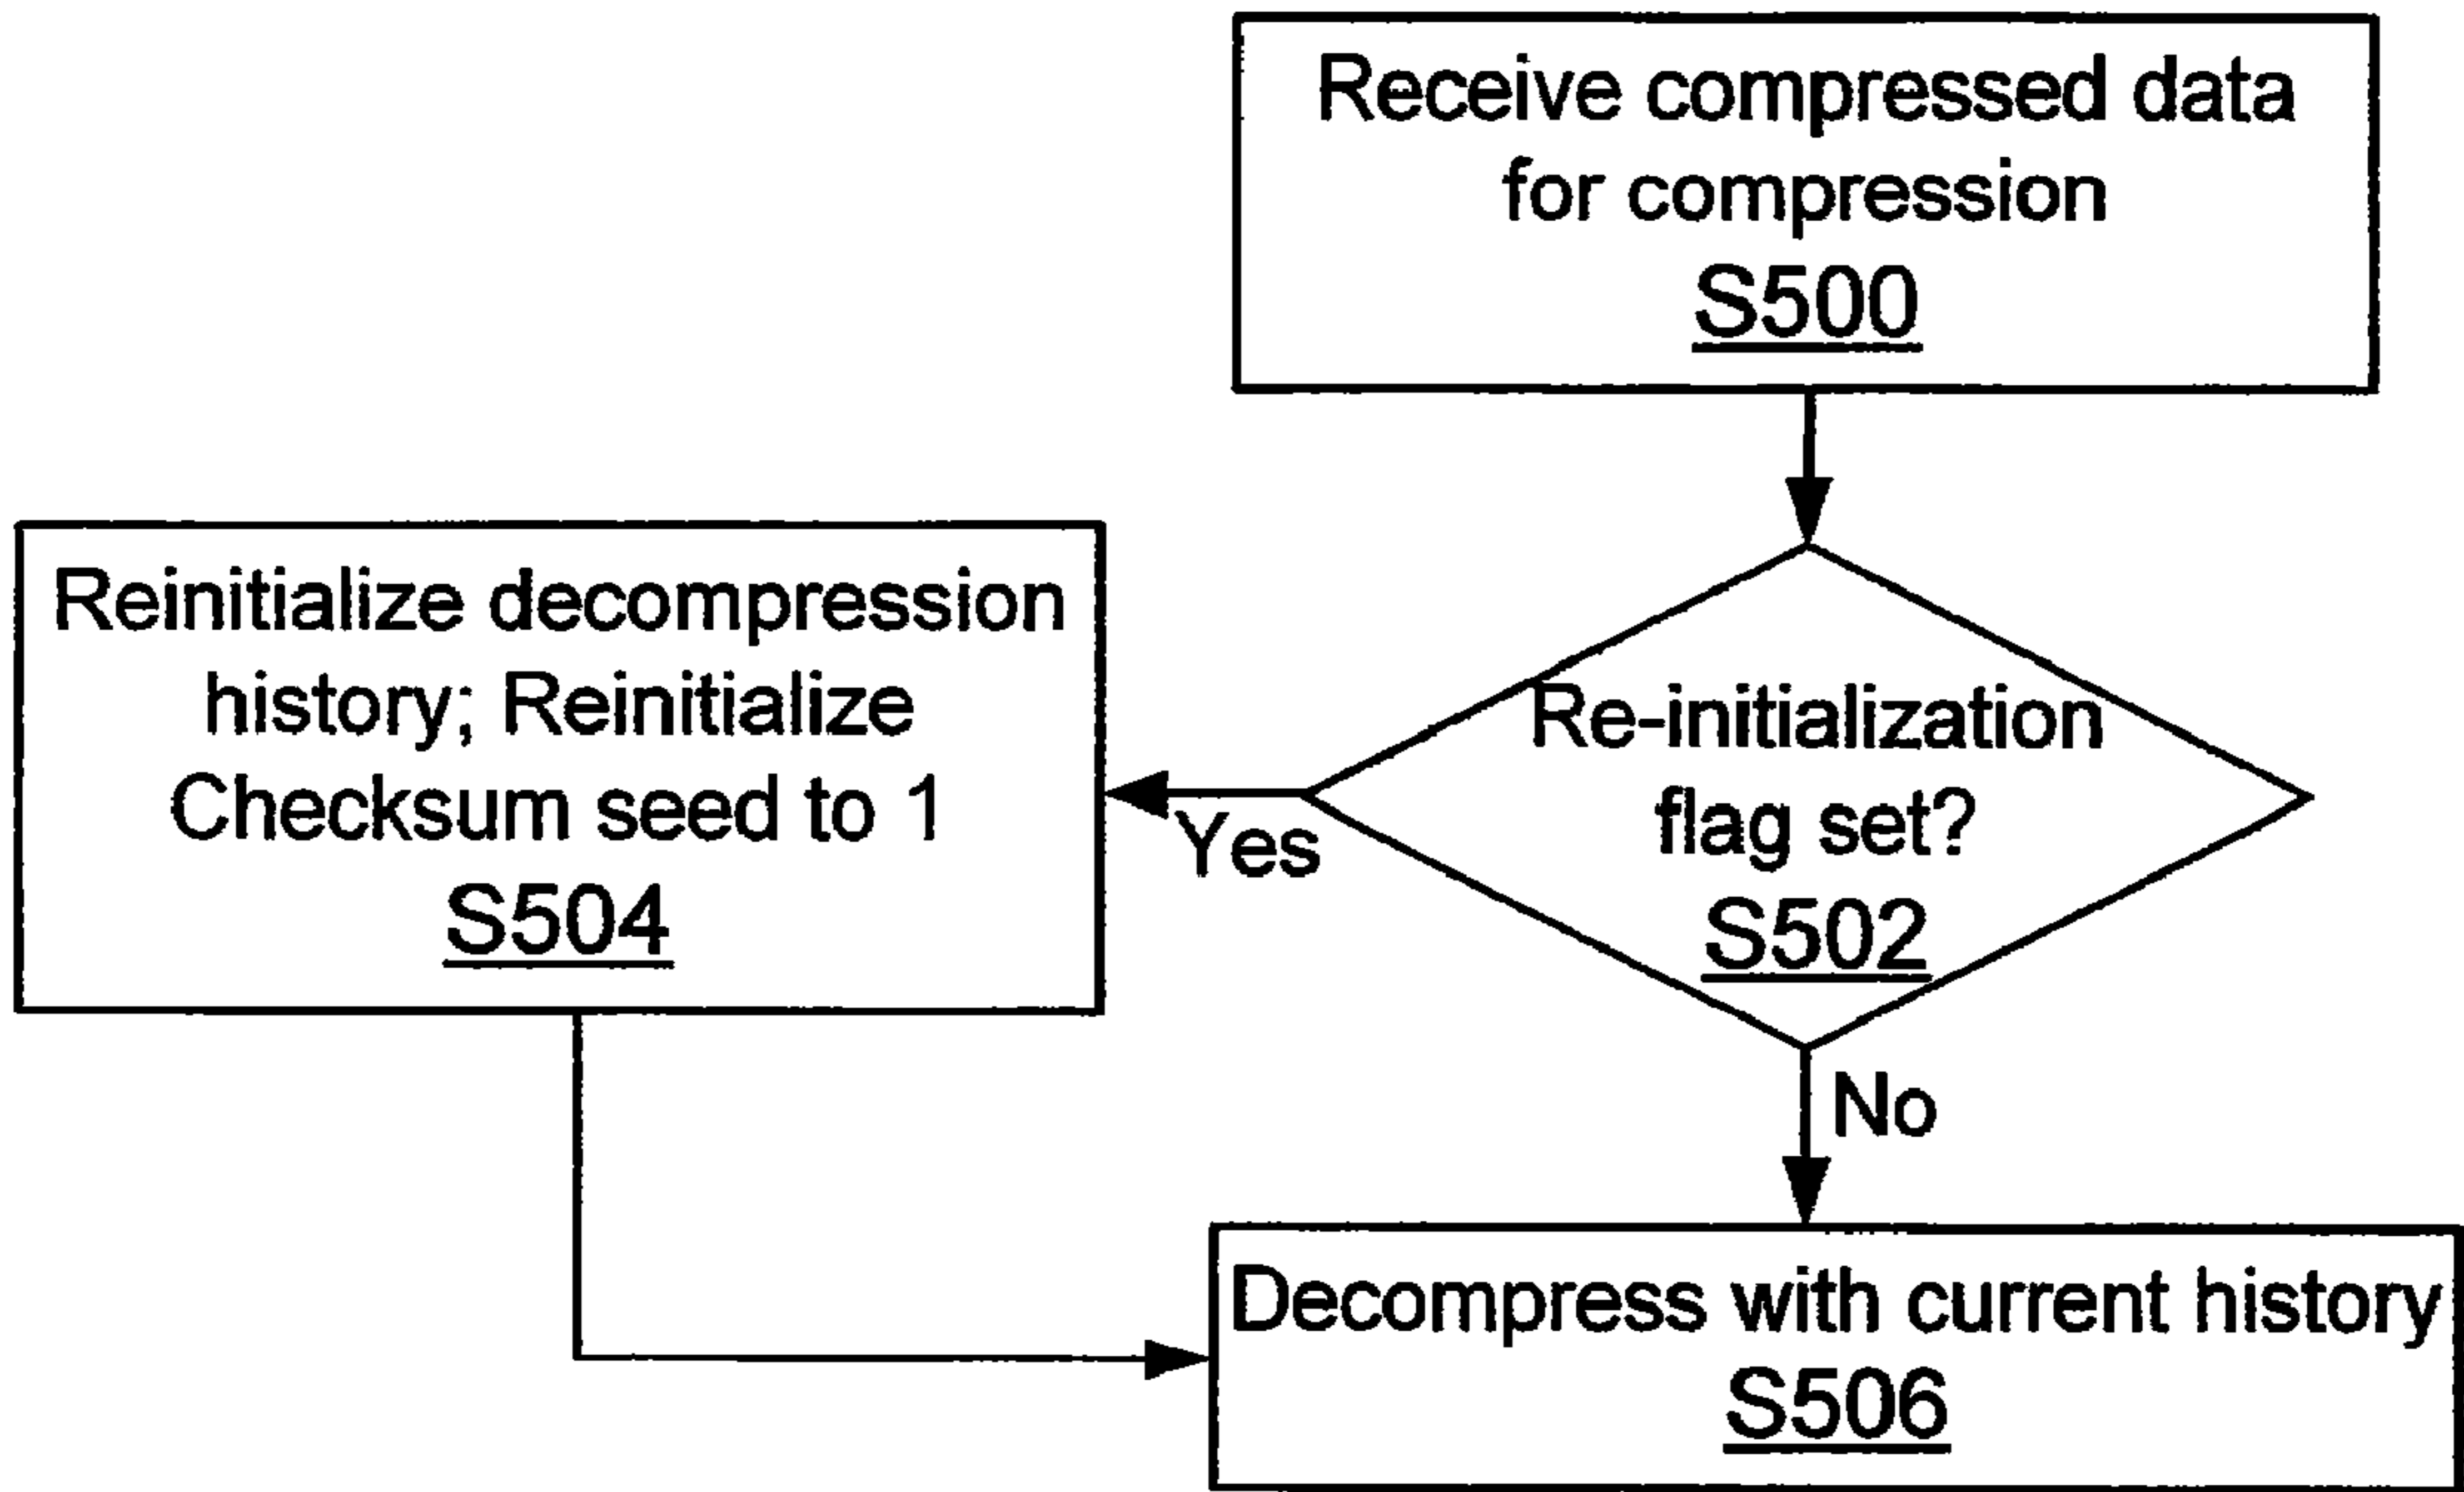 Receive compressed data
for compression
S500
Re-initialization
flag set?
S502
Yes
Reinitialize decompression
history; Reinitialize
Checksum seed to 1
S504
No
Decompress with current history
S506